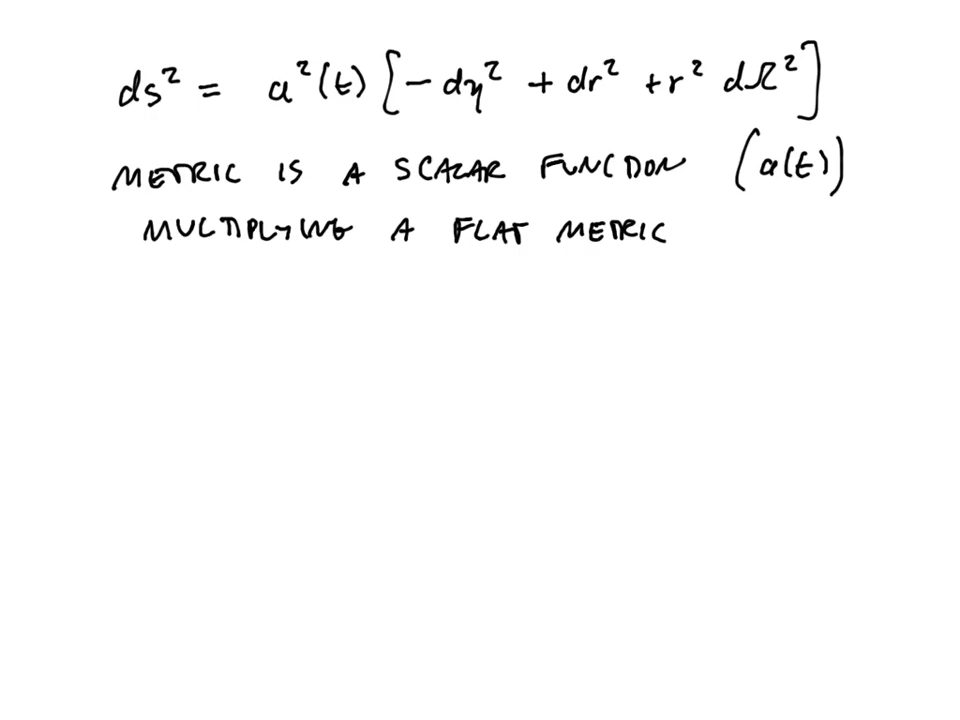 ds² = a²(t) [-dη² + dr² + r² dΩ²]
METRIC IS A SCALAR FUNCTION (a(t))
MULTIPLYING A FLAT METRIC